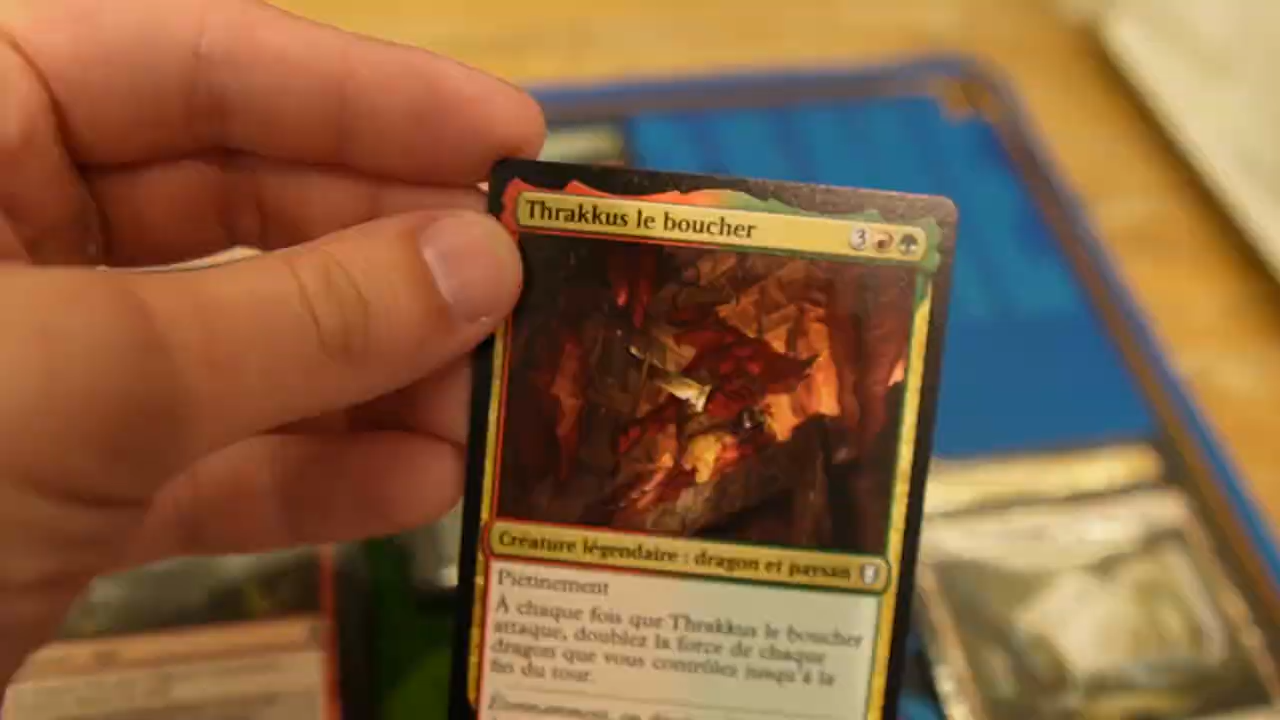 Thrakkus le boucher 3
Créature légendaire : dragon et paysan
Piétinement
À chaque fois que Thrakkus le boucher
attaque, doublez la force de chaque
dragon que vous contrôlez jusqu'à la
fin du tour.